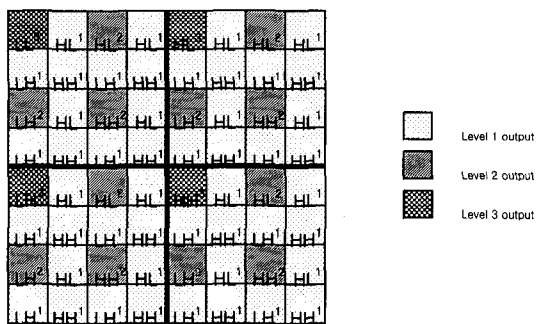 HL¹ HL² HL¹ HL¹ HL² HL¹
LH¹ HH¹ LH¹ HH¹ LH¹ HH¹ LH¹ HH¹
LH² HL¹ HH² HL¹ LH² HL¹ HH² HL¹
LH¹ HH¹ LH¹ HH¹ LH¹ HH¹ LH¹ HH¹
HL¹ HL² HL¹ HL¹ HL² HL¹
LH¹ HH¹ LH¹ HH¹ LH¹ HH¹ LH¹ HH¹
LH² HL¹ HH² HL¹ HL¹ HH² HL¹
LH¹ HH¹ LH¹ HH¹ LH¹ HH¹ LH¹ HH¹
Level 1 output
Level 2 output
Level 3 output